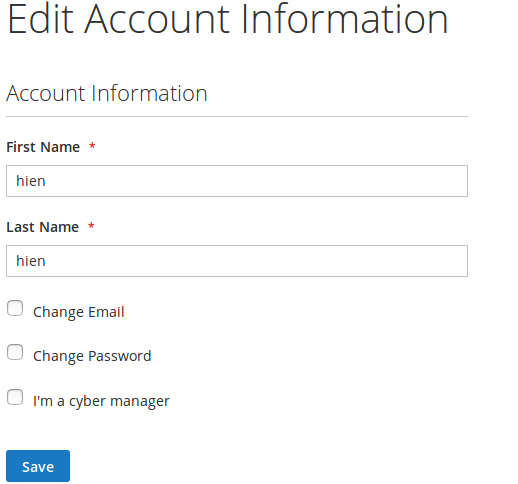 Edit Account Information
Account Information
First Name *
hien
Last Name *
hien
Change Email
Change Password
I'm a cyber manager
Save